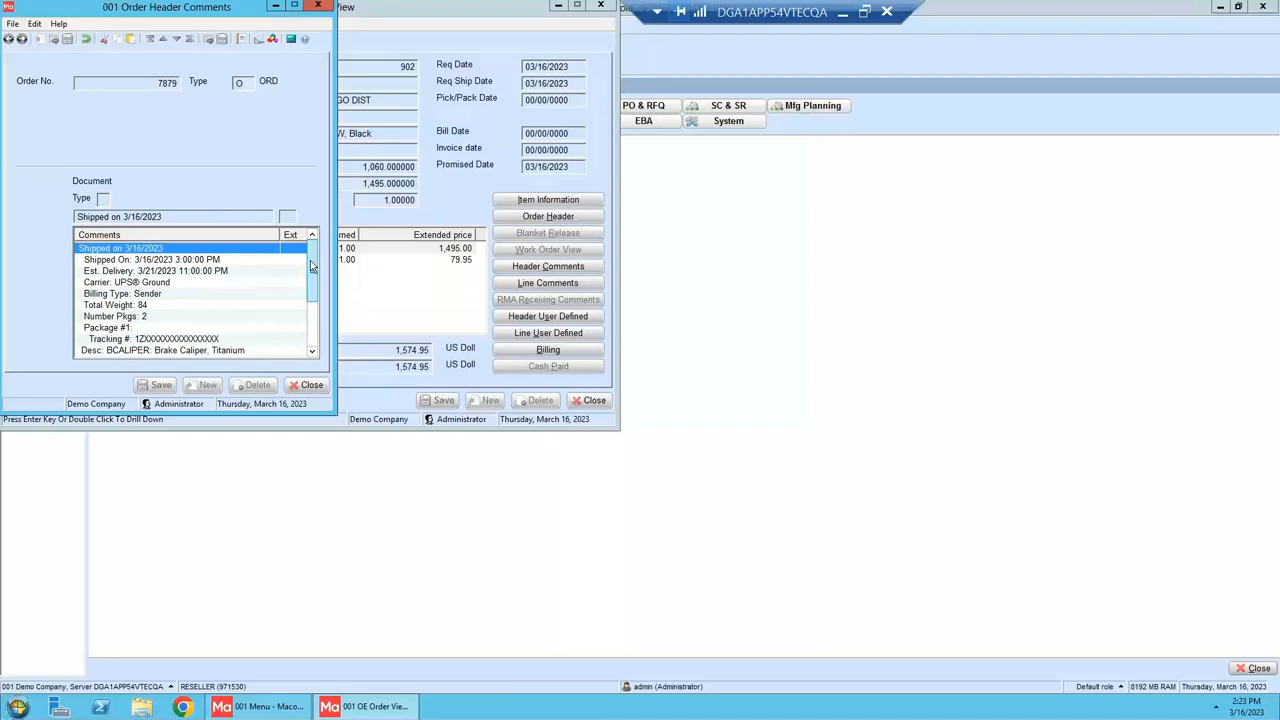 001 Order Header Comments
View
DGA1APP54VTECQA
File Edit Help
Order No. 7879 Type O ORD
902
Req Date 03/16/2023
Req Ship Date 03/16/2023
GO DIST
Pick/Pack Date 00/00/0000
PO & RFQ SC & SR Mfg Planning
EBA System
W, Black
Bill Date 00/00/0000
Invoice date 00/00/0000
1,060.000000
Promised Date 03/16/2023
1,495.000000
1.00000
Document
Type
Shipped on 3/16/2023
Comments Ext
Shipped on 3/16/2023
Shipped On: 3/16/2023 3:00:00 PM
Est. Delivery: 3/21/2023 11:00:00 PM
Carrier: UPS® Ground
Billing Type: Sender
Total Weight: 84
Number Pkgs: 2
Package #1:
Tracking #: 1ZXXXXXXXXXXXXXXXX
Desc: BCALIPER: Brake Caliper, Titanium
Save New Delete Close
Demo Company Administrator Thursday, March 16, 2023
Extended price
1.00 1,495.00
1.00 79.95
1,574.95 US Doll
1,574.95 US Doll
Item Information
Order Header
Blanket Release
Work Order View
Header Comments
Line Comments
RMA Receiving Comments
Header User Defined
Line User Defined
Billing
Cash Paid
Save New Delete Close
Press Enter Key Or Double Click To Drill Down Demo Company Administrator Thursday, March 16, 2023
Close
001 Demo Company, Server DGA1APP54VTECQA RESELLER (971530) admin (Administrator) Default role 8192 MB RAM Thursday, March 16, 2023
Ma 001 Menu - Maco... Ma 001 OE Order Vie...
2:23 PM
3/16/2023